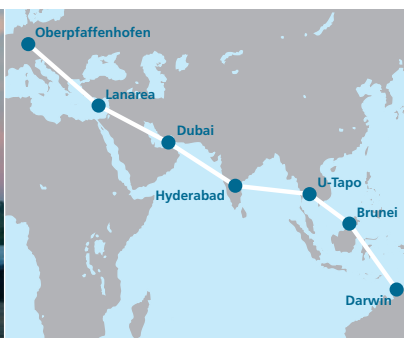 Oberpfaffenhofen
Lanarea
Dubai
Hyderabad
U-Tapo
Brunei
Darwin